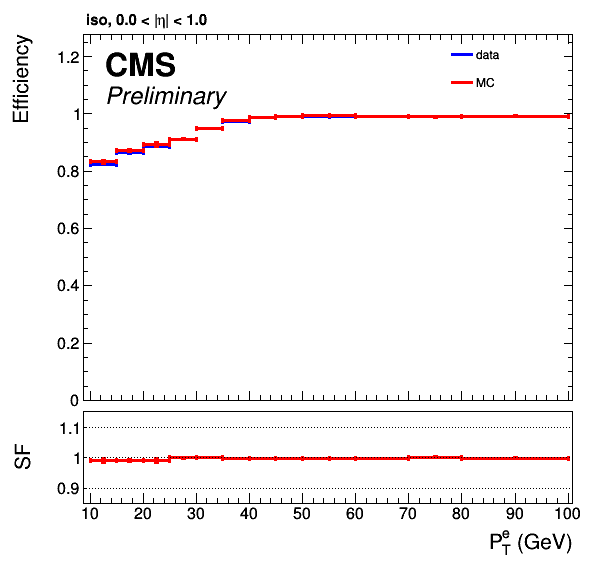 iso, 0.0 < |η| < 1.0
Efficiency
1.2
1
0.8
0.6
0.4
0.2
0
CMS
Preliminary
data
MC
SF
1.1
1
0.9
10 20 30 40 50 60 70 80 90 100
P_T^e (GeV)